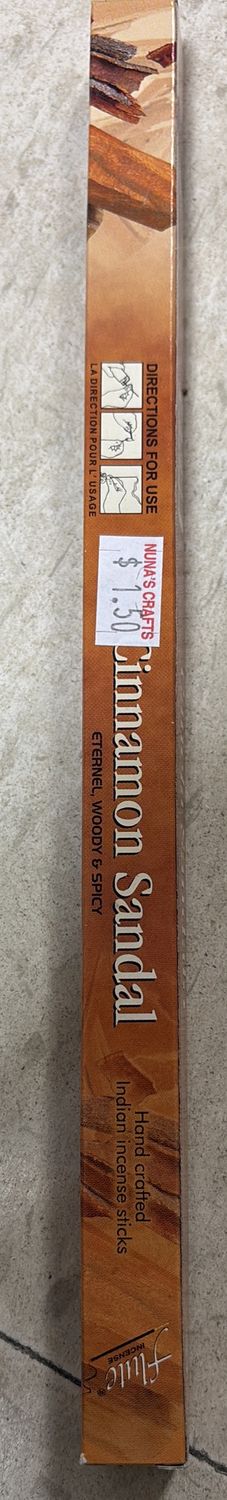 DIRECTIONS FOR USE
LA DIRECTION POUR L' USAGE
NUNA'S CRAFTS
$ 1.50
Cinnamon Sandal
ETERNEL, WOODY & SPICY
Hand crafted
Indian incense sticks
flute®
INCENSE